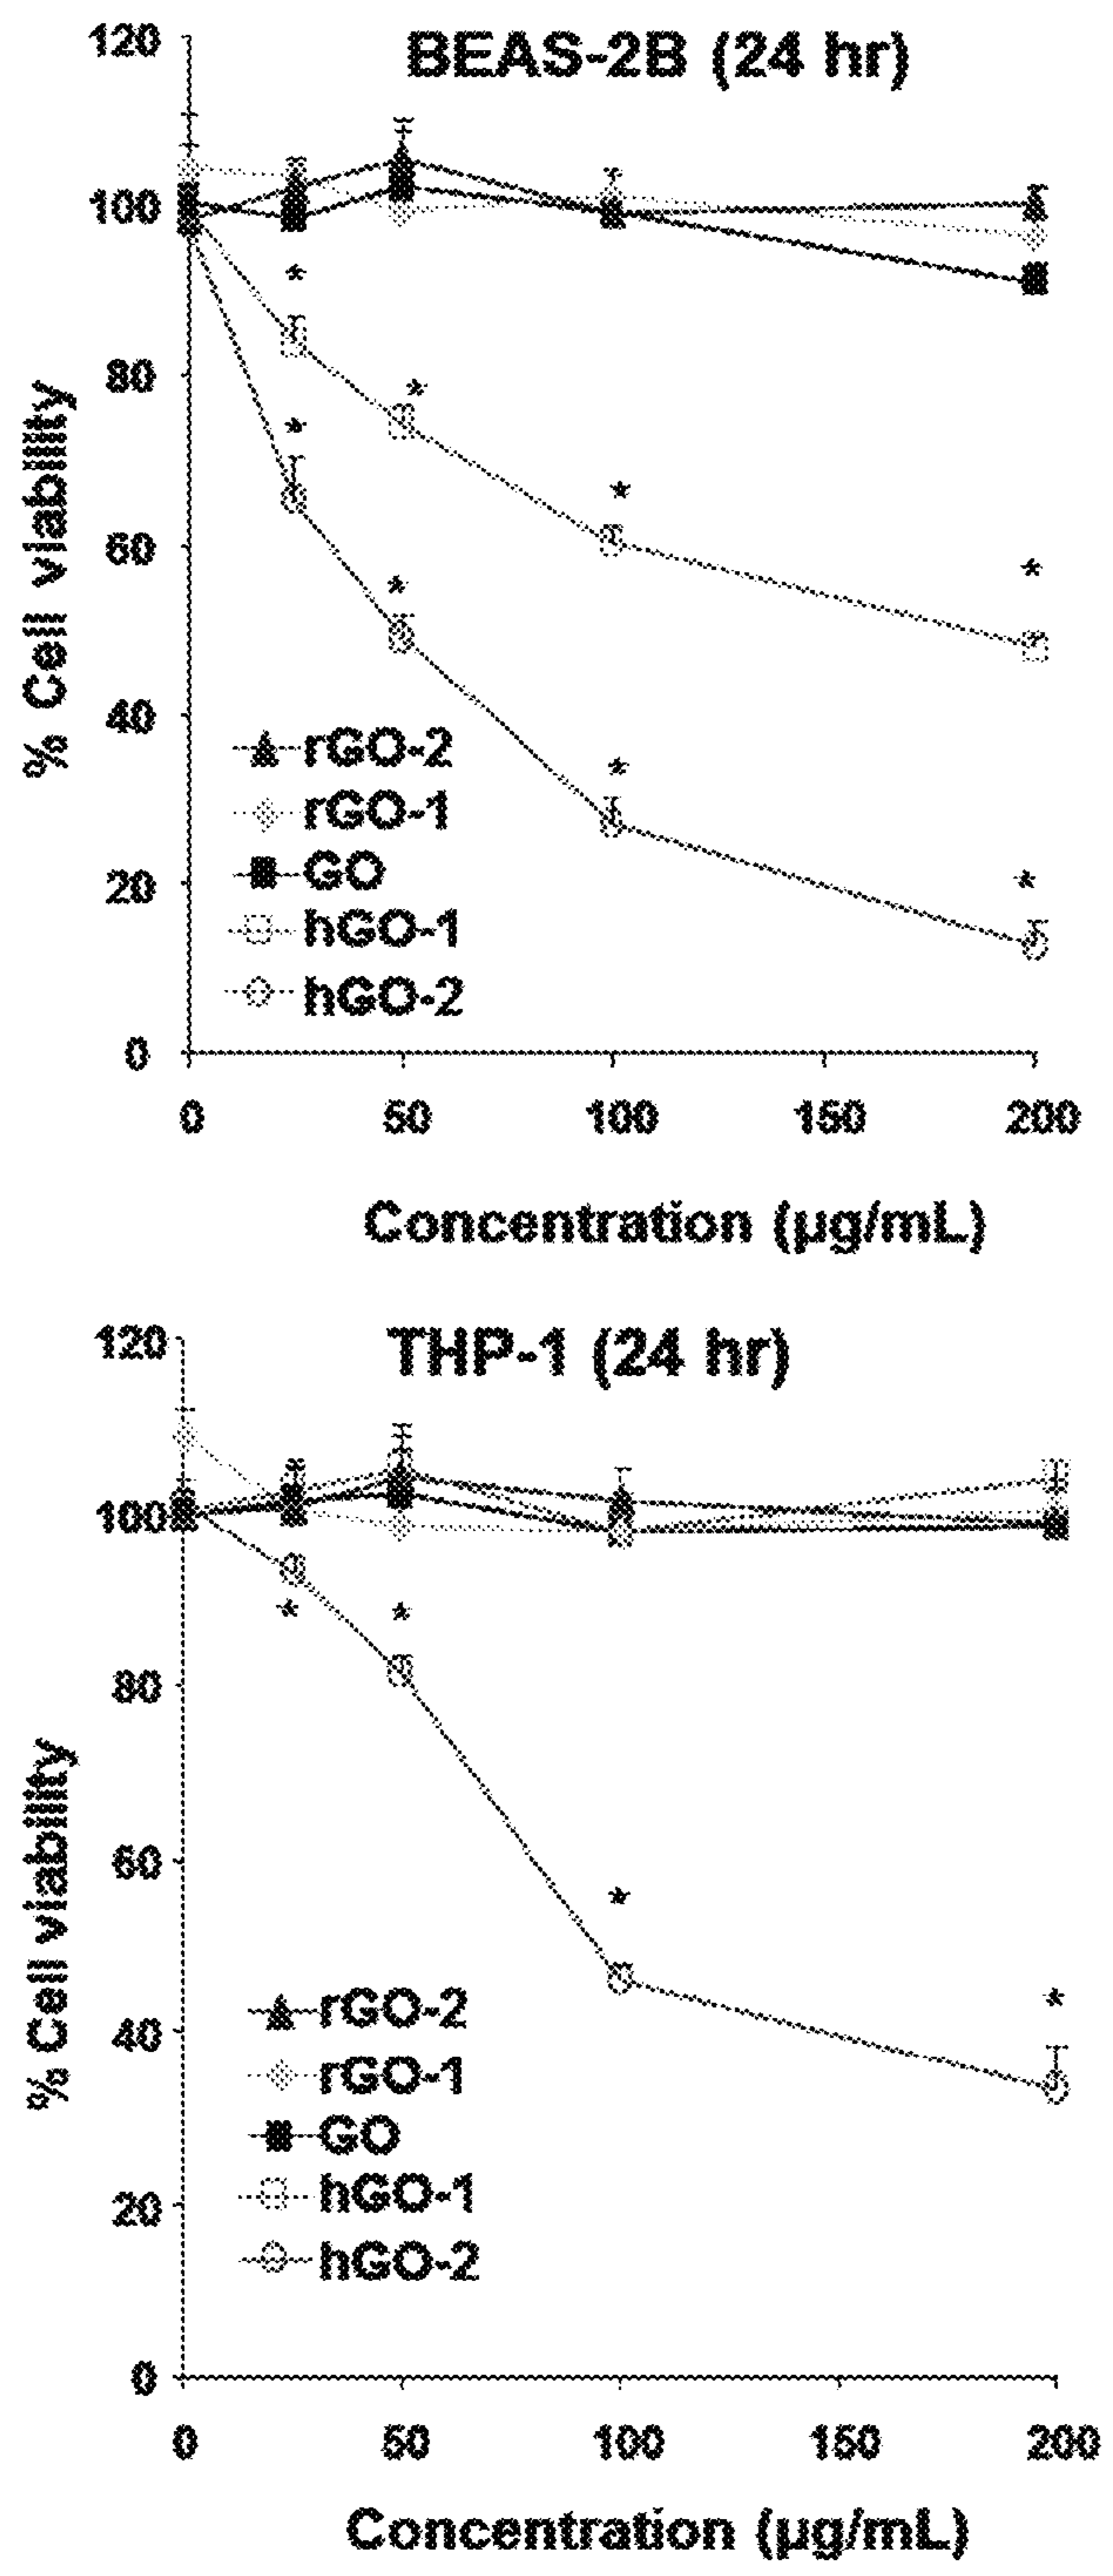 BEAS-2B (24 hr)
120
100
80
60
40
20
0
% Cell viability
rGO-2
rGO-1
GO
hGO-1
hGO-2
*
*
*
*
*
*
*
*
0 50 100 150 200
Concentration (µg/mL)
THP-1 (24 hr)
120
100
80
60
40
20
0
% Cell viability
*
*
*
*
rGO-2
rGO-1
GO
hGO-1
hGO-2
0 50 100 150 200
Concentration (µg/mL)